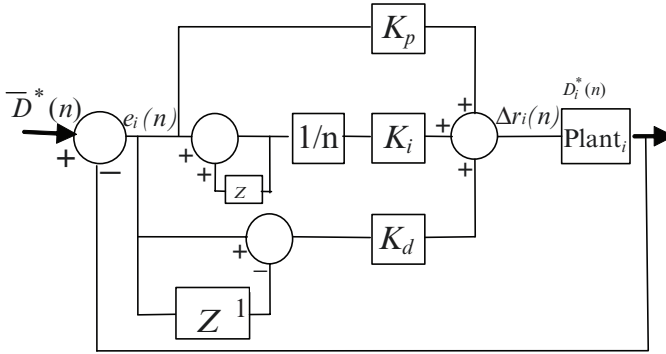 K_p
D̅^*(n)
e_i(n)
+
−
+
+
z
1/n
K_i
+
+
+
Δr_i(n)
D_i^*(n)
Plant_i
+
−
K_d
Z^1